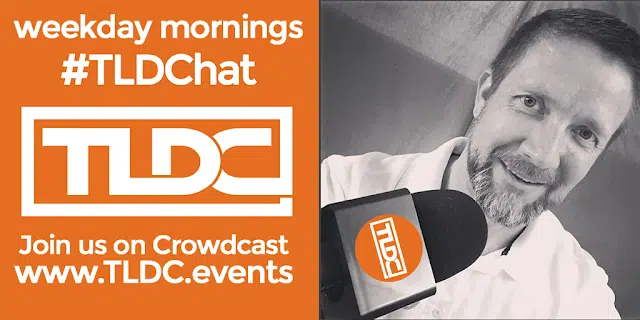 weekday mornings
#TLDChat
TLDC
Join us on Crowdcast
www.TLDC.events
TLDC